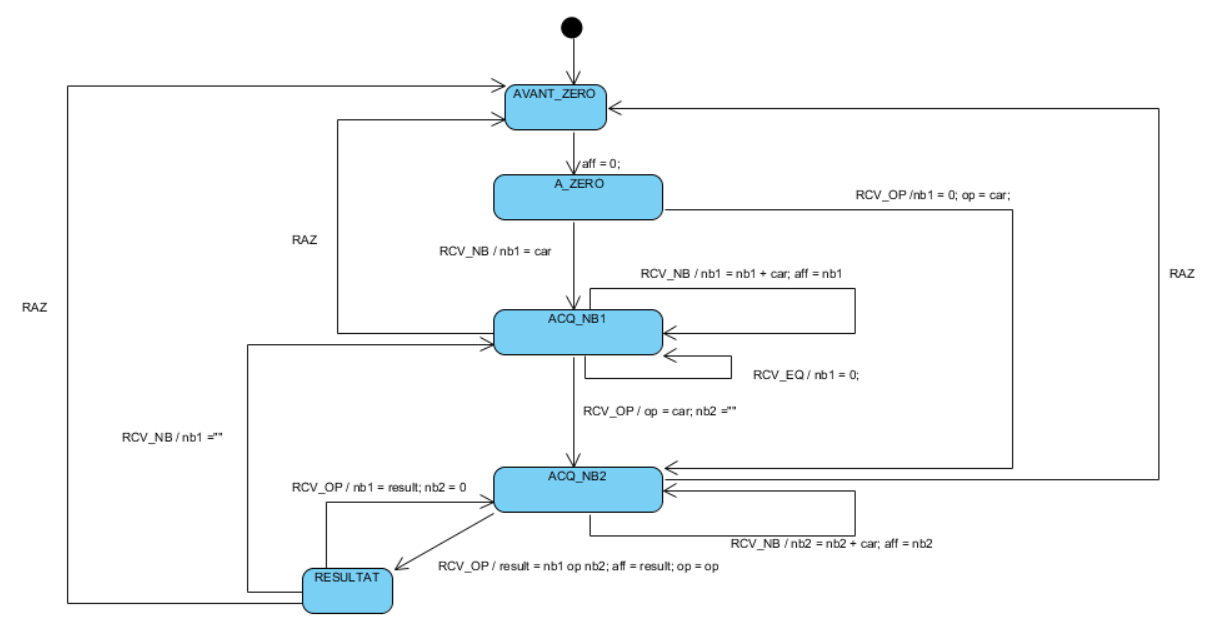 AVANT_ZERO
aff = 0;
A_ZERO
RCV_OP /nb1 = 0; op = car;
RAZ
RCV_NB / nb1 = car
RCV_NB / nb1 = nb1 + car; aff = nb1
RAZ
RAZ
ACQ_NB1
RCV_EQ / nb1 = 0;
RCV_OP / op = car; nb2 =""
RCV_NB / nb1 =""
ACQ_NB2
RCV_OP / nb1 = result; nb2 = 0
RCV_NB / nb2 = nb2 + car; aff = nb2
RCV_OP / result = nb1 op nb2; aff = result; op = op
RESULTAT